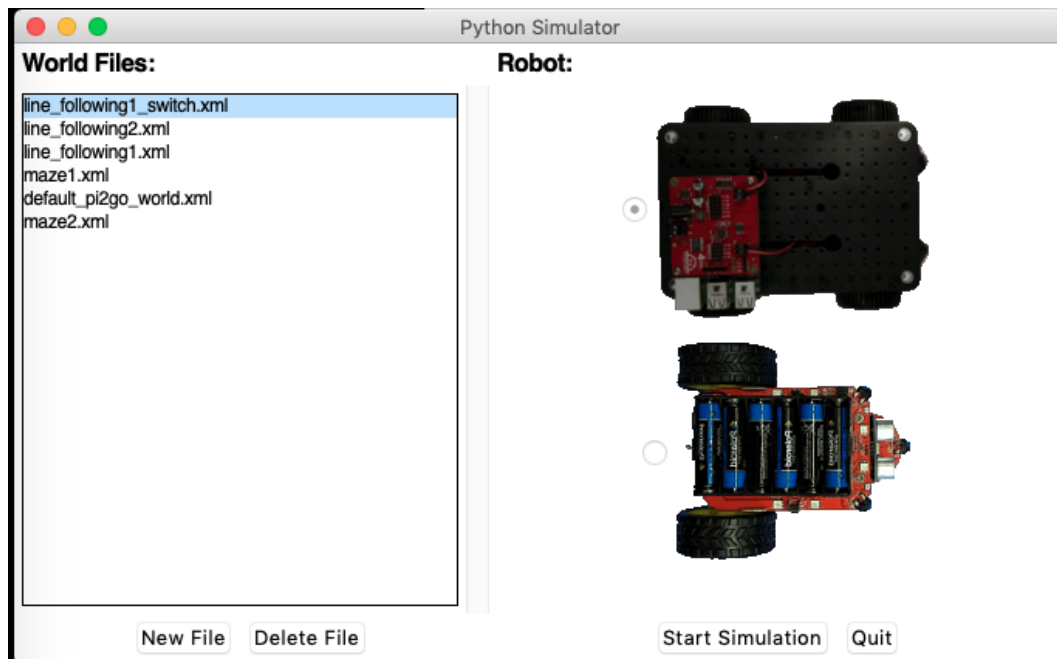 Python Simulator
World Files:
Robot:
line_following1_switch.xml
line_following2.xml
line_following1.xml
maze1.xml
default_pi2go_world.xml
maze2.xml
New File
Delete File
Start Simulation
Quit